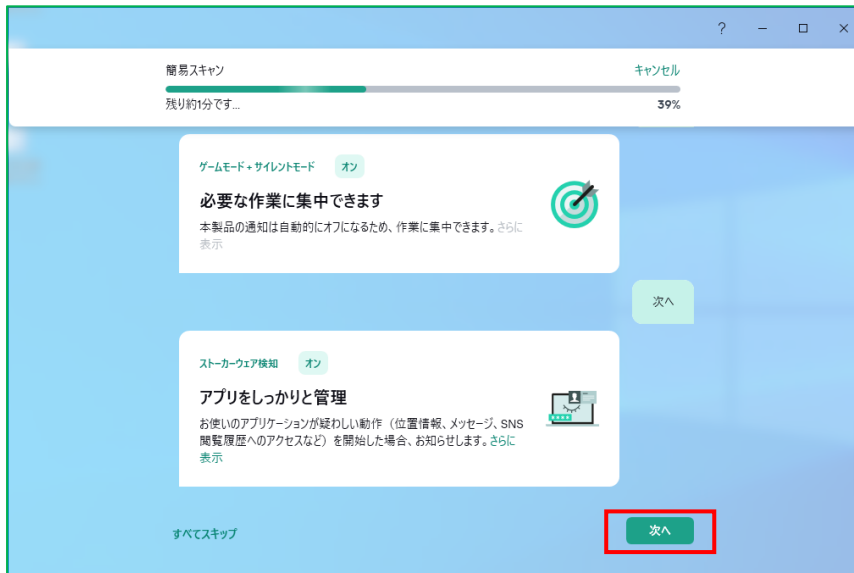 ?
簡易スキャン キャンセル
残り約1分です... 39%
ゲームモード + サイレントモード オン
必要な作業に集中できます
本製品の通知は自動的にオフになるため、作業に集中できます。さらに
表示
次へ
ストーカーウェア検知 オン
アプリをしっかりと管理
お使いのアプリケーションが疑わしい動作（位置情報、メッセージ、SNS
閲覧履歴へのアクセスなど）を開始した場合、お知らせします。さらに
表示
すべてスキップ 次へ